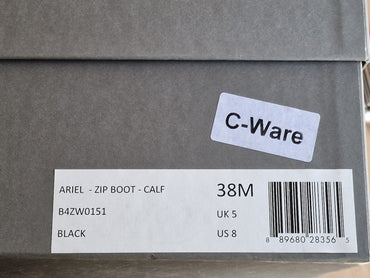 C-Ware
ARIEL - ZIP BOOT - CALF 38M
B4ZW0151 UK 5
BLACK US 8
8 89680 28356 5